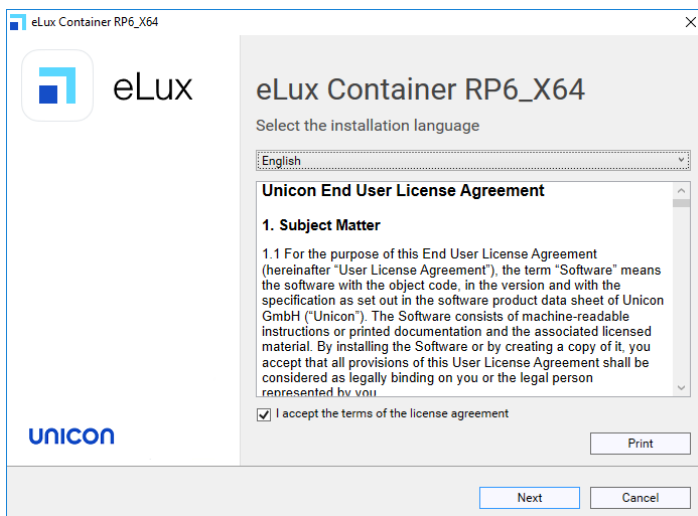 eLux Container RP6_X64
eLux
eLux Container RP6_X64
Select the installation language
English
Unicon End User License Agreement
1. Subject Matter
1.1 For the purpose of this End User License Agreement
(hereinafter “User License Agreement”), the term “Software” means
the software with the object code, in the version and with the
specification as set out in the software product data sheet of Unicon
GmbH (“Unicon”). The Software consists of machine-readable
instructions or printed documentation and the associated licensed
material. By installing the Software or by creating a copy of it, you
accept that all provisions of this User License Agreement shall be
considered as legally binding on you or the legal person
represented by you
I accept the terms of the license agreement
unicon
Print
Next
Cancel